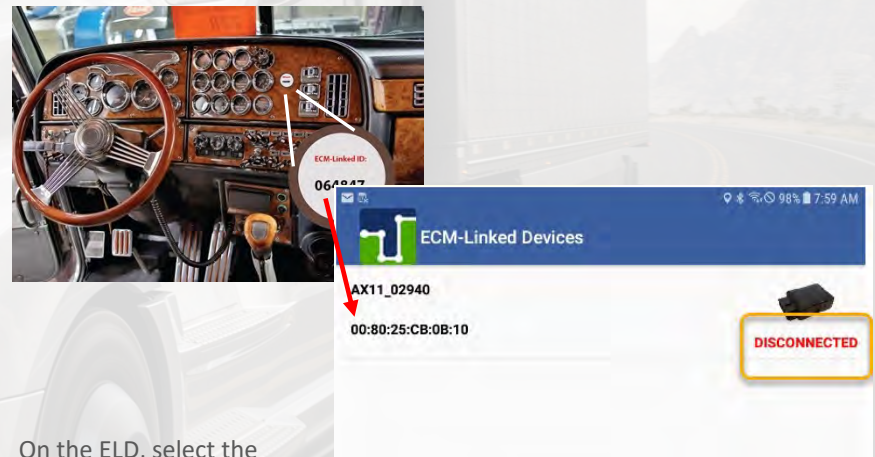 ECM-Linked ID:
064847
98% 7:59 AM
ECM-Linked Devices
AX11_02940
00:80:25:CB:0B:10
DISCONNECTED
On the ELD, select the